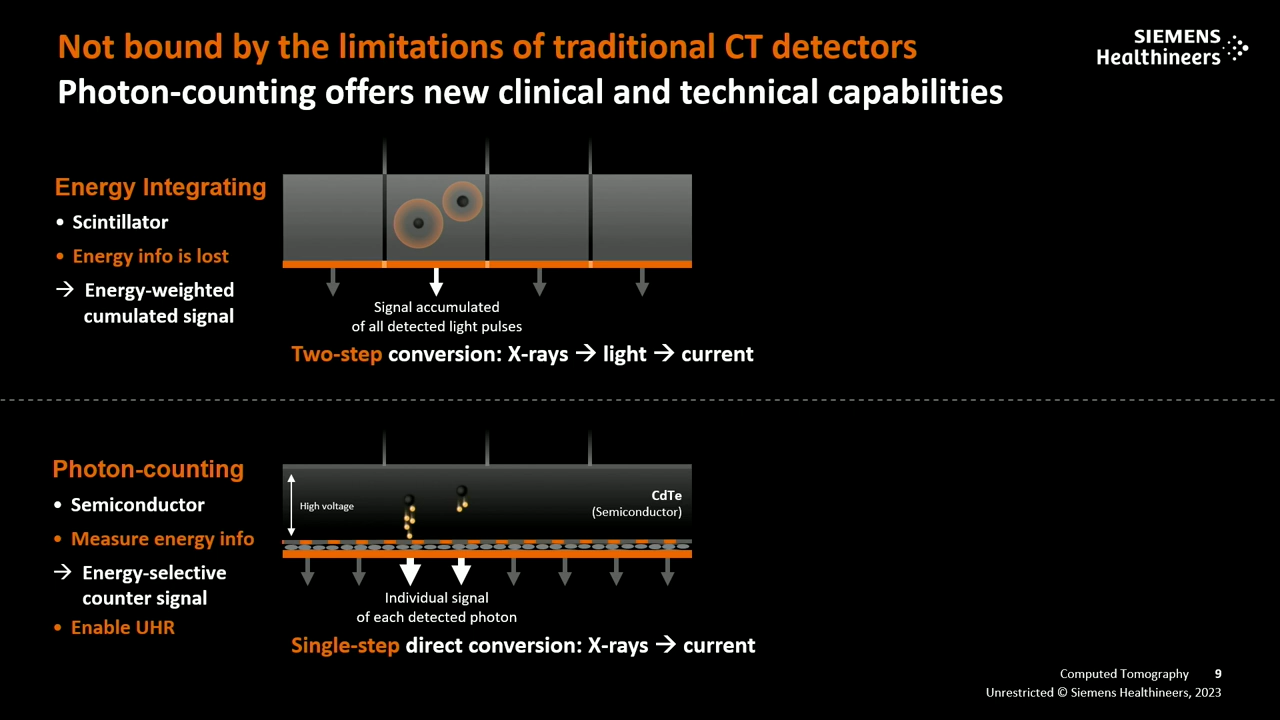 Not bound by the limitations of traditional CT detectors
Photon-counting offers new clinical and technical capabilities
SIEMENS
Healthineers
Energy Integrating
• Scintillator
• Energy info is lost
→ Energy-weighted
cumulated signal
Signal accumulated
of all detected light pulses
Two-step conversion: X-rays → light → current
Photon-counting
• Semiconductor
• Measure energy info
→ Energy-selective
counter signal
• Enable UHR
High voltage
CdTe
(Semiconductor)
Individual signal
of each detected photon
Single-step direct conversion: X-rays → current
Computed Tomography 9
Unrestricted © Siemens Healthineers, 2023